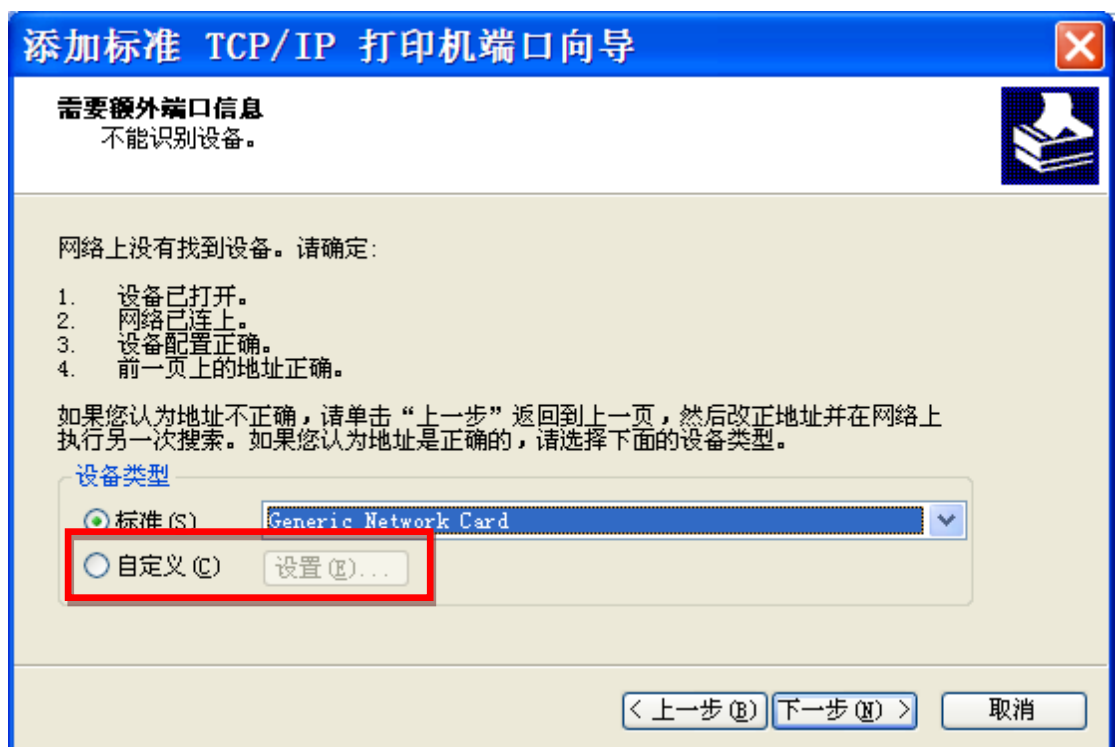 添加标准 TCP/IP 打印机端口向导
需要额外端口信息
不能识别设备。
网络上没有找到设备。请确定:
1. 设备已打开。
2. 网络已连上。
3. 设备配置正确。
4. 前一页上的地址正确。
如果您认为地址不正确,请单击“上一步”返回到上一页,然后改正地址并在网络上
执行另一次搜索。如果您认为地址是正确的,请选择下面的设备类型。
设备类型
标准(S) Generic Network Card
自定义(C) 设置(E)...
< 上一步(B) 下一步(N) > 取消